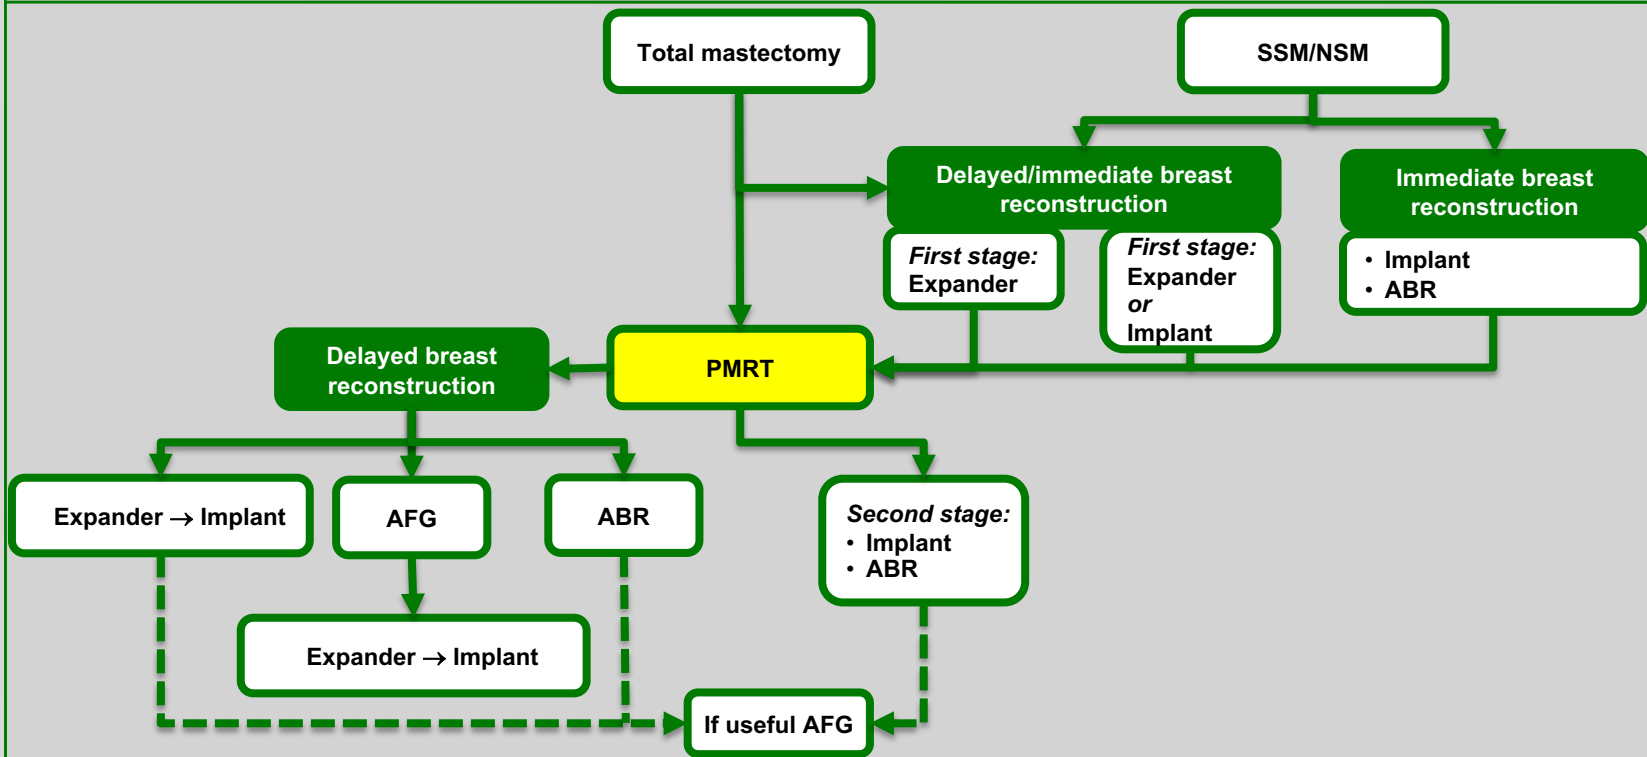 Total mastectomy
SSM/NSM
Delayed/immediate breast
reconstruction
Immediate breast
reconstruction
First stage:
Expander
First stage:
Expander
or
Implant
• Implant
• ABR
Delayed breast
reconstruction
PMRT
Expander → Implant
AFG
ABR
Second stage:
• Implant
• ABR
Expander → Implant
If useful AFG